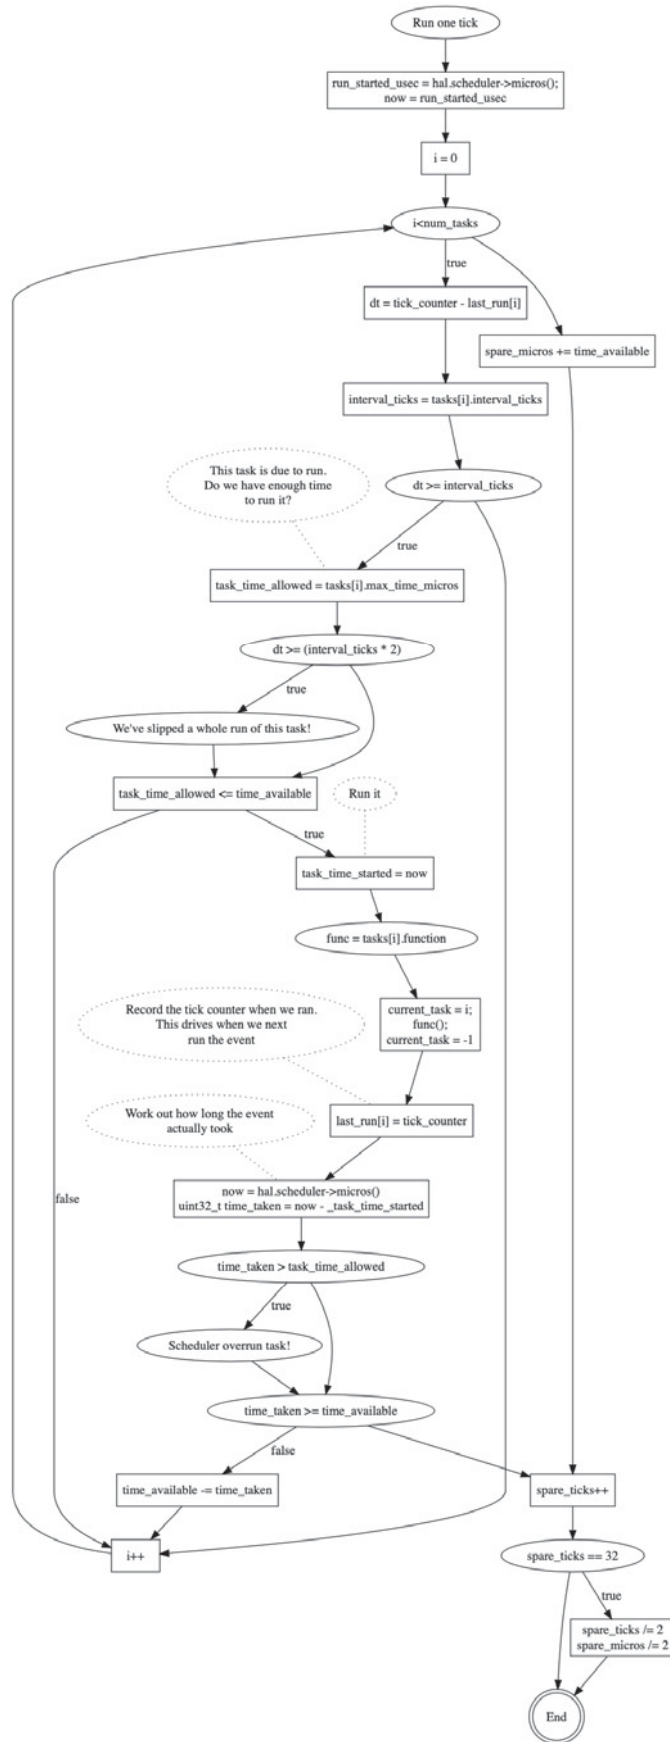 Run one tick
run_started_usec = hal.scheduler->micros();
now = run_started_usec
i = 0
i<num_tasks
true
dt = tick_counter - last_run[i]
spare_micros += time_available
interval_ticks = tasks[i].interval_ticks
This task is due to run.
Do we have enough time
to run it?
dt >= interval_ticks
true
task_time_allowed = tasks[i].max_time_micros
dt >= (interval_ticks * 2)
true
We've slipped a whole run of this task!
task_time_allowed <= time_available
Run it
true
task_time_started = now
func = tasks[i].function
Record the tick counter when we ran.
This drives when we next
run the event
current_task = i;
func();
current_task = -1
Work out how long the event
actually took
last_run[i] = tick_counter
now = hal.scheduler->micros()
uint32_t time_taken = now - _task_time_started
false
time_taken > task_time_allowed
true
Scheduler overrun task!
time_taken >= time_available
false
time_available -= time_taken
spare_ticks++
i++
spare_ticks == 32
true
spare_ticks /= 2
spare_micros /= 2
End